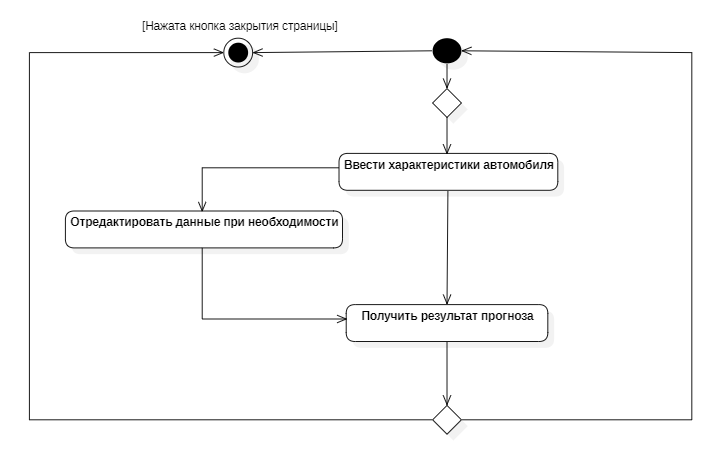 [Нажата кнопка закрытия страницы]
Ввести характеристики автомобиля
Отредактировать данные при необходимости
Получить результат прогноза